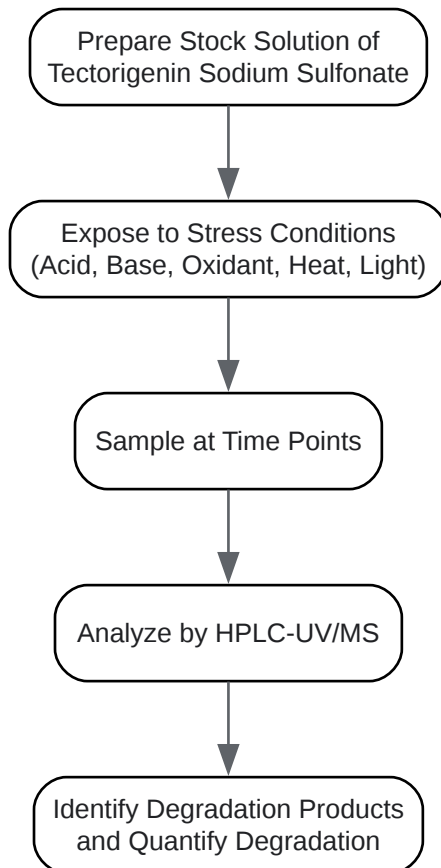 Prepare Stock Solution of
Tectorigenin Sodium Sulfonate
Expose to Stress Conditions
(Acid, Base, Oxidant, Heat, Light)
Sample at Time Points
Analyze by HPLC-UV/MS
Identify Degradation Products
and Quantify Degradation